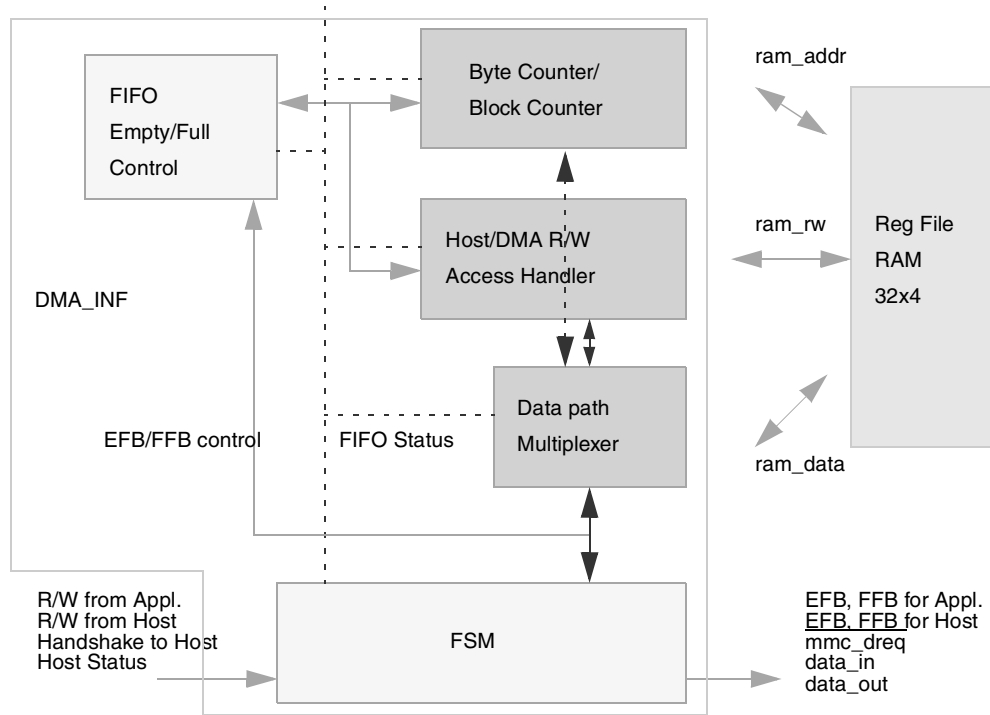 FIFO
Empty/Full
Control
Byte Counter/
Block Counter
ram_addr
Host/DMA R/W
Access Handler
ram_rw
Reg File
RAM
32x4
DMA_INF
Data path
Multiplexer
EFB/FFB control
FIFO Status
ram_data
R/W from Appl.
R/W from Host
Handshake to Host
Host Status
FSM
EFB, FFB for Appl.
EFB, FFB for Host
mmc_dreq
data_in
data_out